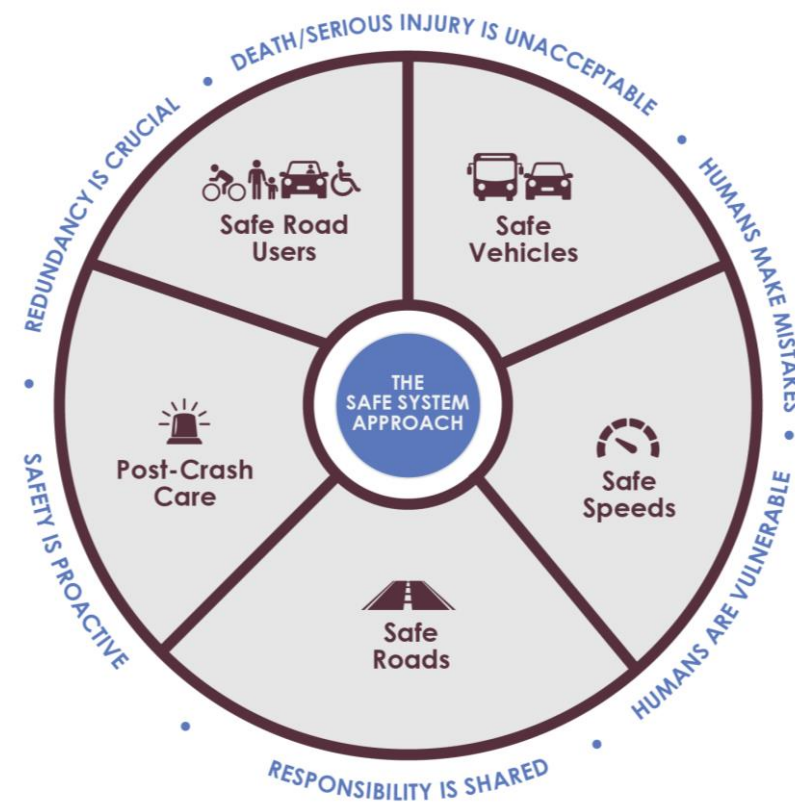 DEATH/SERIOUS INJURY IS UNACCEPTABLE
HUMANS MAKE MISTAKES
HUMANS ARE VULNERABLE
RESPONSIBILITY IS SHARED
SAFETY IS PROACTIVE
REDUNDANCY IS CRUCIAL
Safe Road
Users
Safe
Vehicles
Safe
Speeds
Safe
Roads
Post-Crash
Care
THE
SAFE SYSTEM
APPROACH